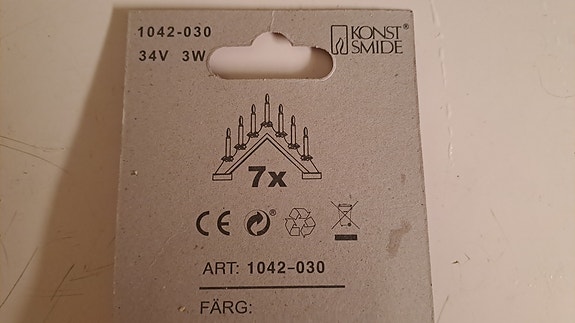 1042-030
34V 3W
KONST
SMIDE®
7x
CE
ART: 1042-030
FÄRG: